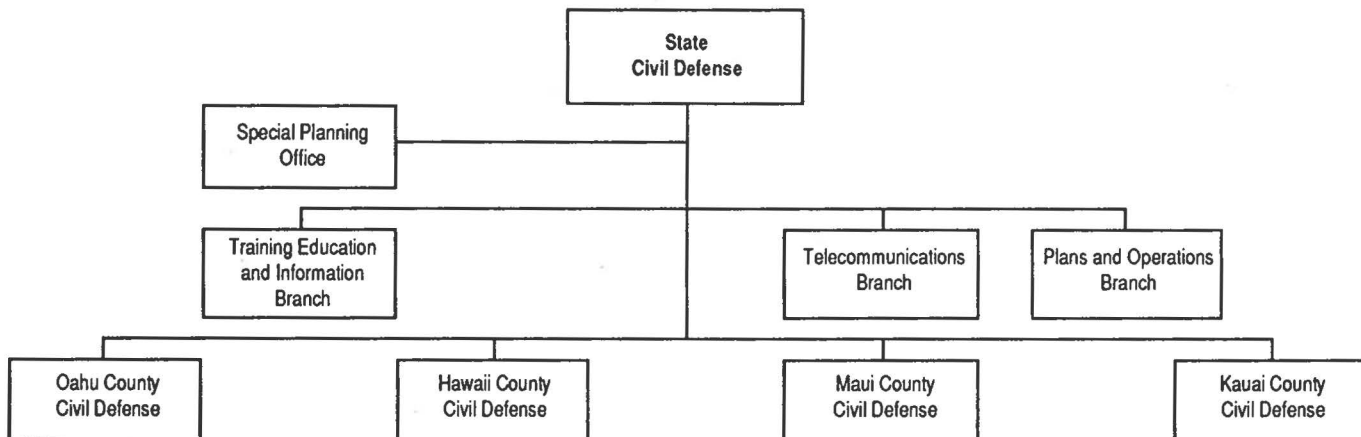 State
Civil Defense
Special Planning
Office
Training Education
and Information
Branch
Telecommunications
Branch
Plans and Operations
Branch
Oahu County
Civil Defense
Hawaii County
Civil Defense
Maui County
Civil Defense
Kauai County
Civil Defense